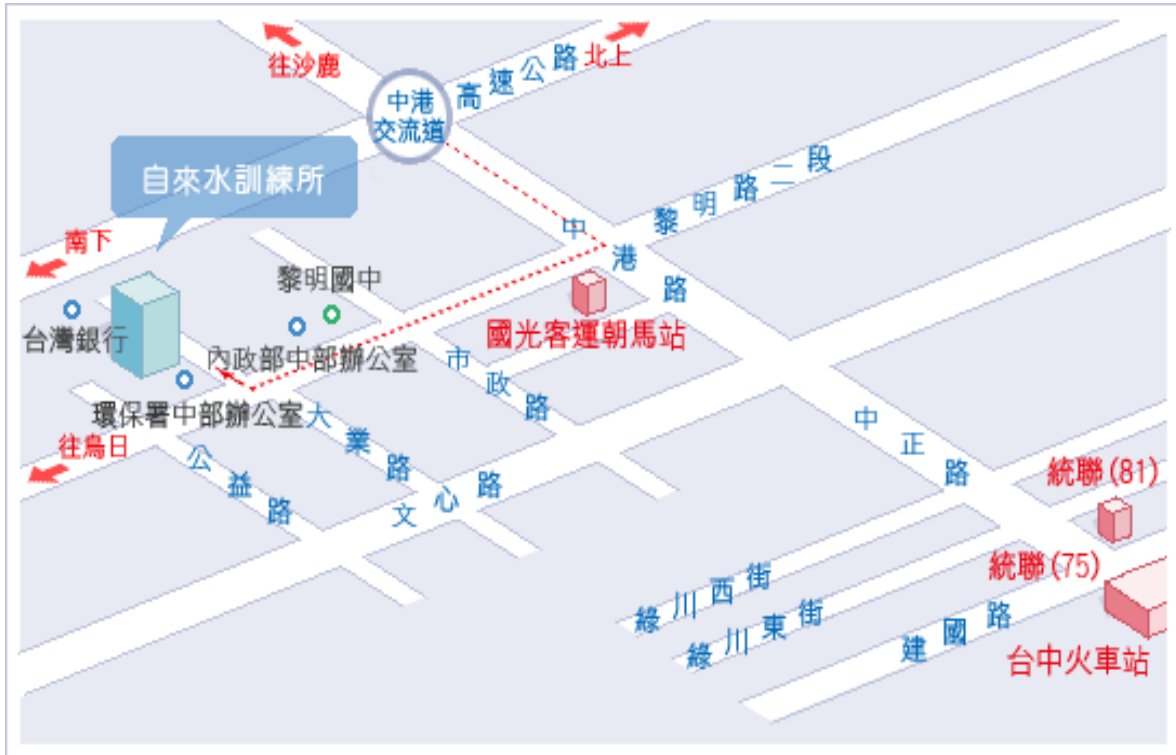 往沙鹿
北上
高速公路
中港
交流道
自來水訓練所
黎明路二段
南下
中港路
黎明國中
台灣銀行
國光客運朝馬站
內政部中部辦公室
市政路
環保署中部辦公室
大業路
中正路
往烏日
公益路
文心路
統聯(81)
統聯(75)
綠川西街
綠川東街
建國路
台中火車站